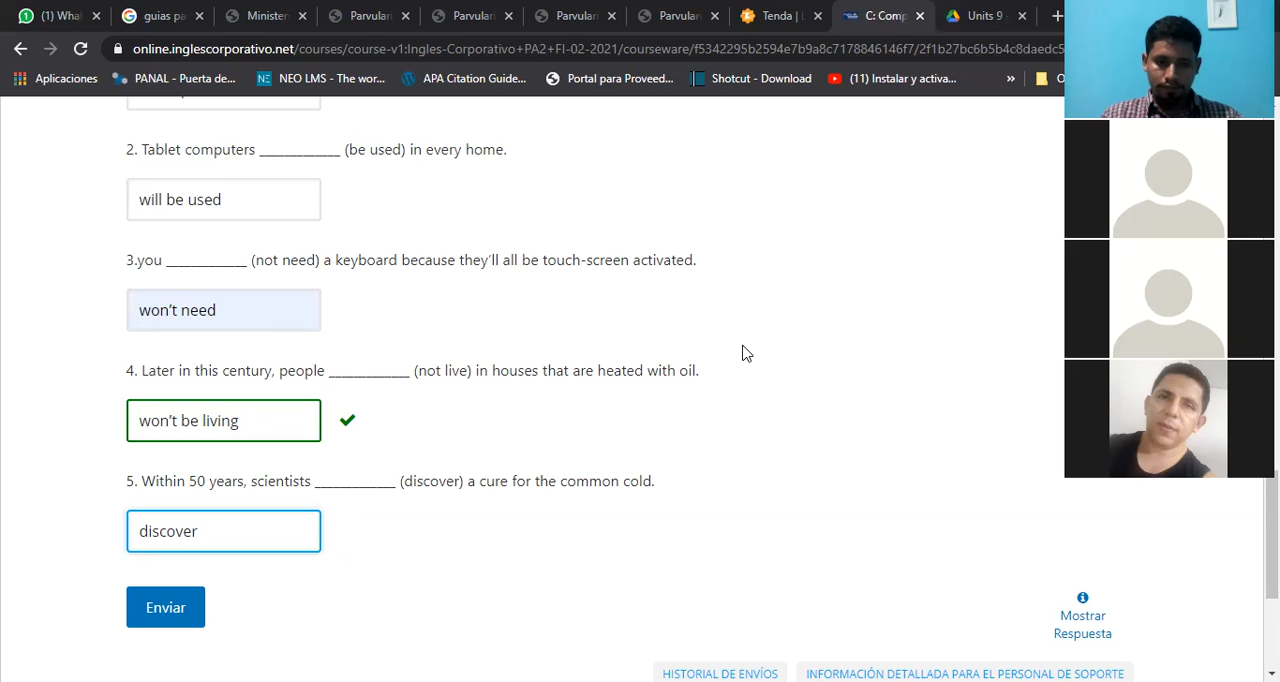 (1) What
guias pa
Minister
Parvular
Parvular
Parvular
Parvular
Tenda | 
C: Comp
Units 9 -
online.inglescorporativo.net/courses/course-v1:Ingles-Corporativo+PA2+FI-02-2021/courseware/f5342295b2594e7b9a8c7178846146f7/2f1b27bc6b5b4c8daedc5
Aplicaciones
PANAL - Puerta de...
NEO LMS - The wor...
APA Citation Guide...
Portal para Proveed...
Shotcut - Download
(11) Instalar y activa...
»
O
2. Tablet computers _____________ (be used) in every home.
will be used
3.you _____________ (not need) a keyboard because they'll all be touch-screen activated.
won't need
4. Later in this century, people _____________ (not live) in houses that are heated with oil.
won't be living
5. Within 50 years, scientists _____________ (discover) a cure for the common cold.
discover
Enviar
Mostrar
Respuesta
HISTORIAL DE ENVÍOS
INFORMACIÓN DETALLADA PARA EL PERSONAL DE SOPORTE